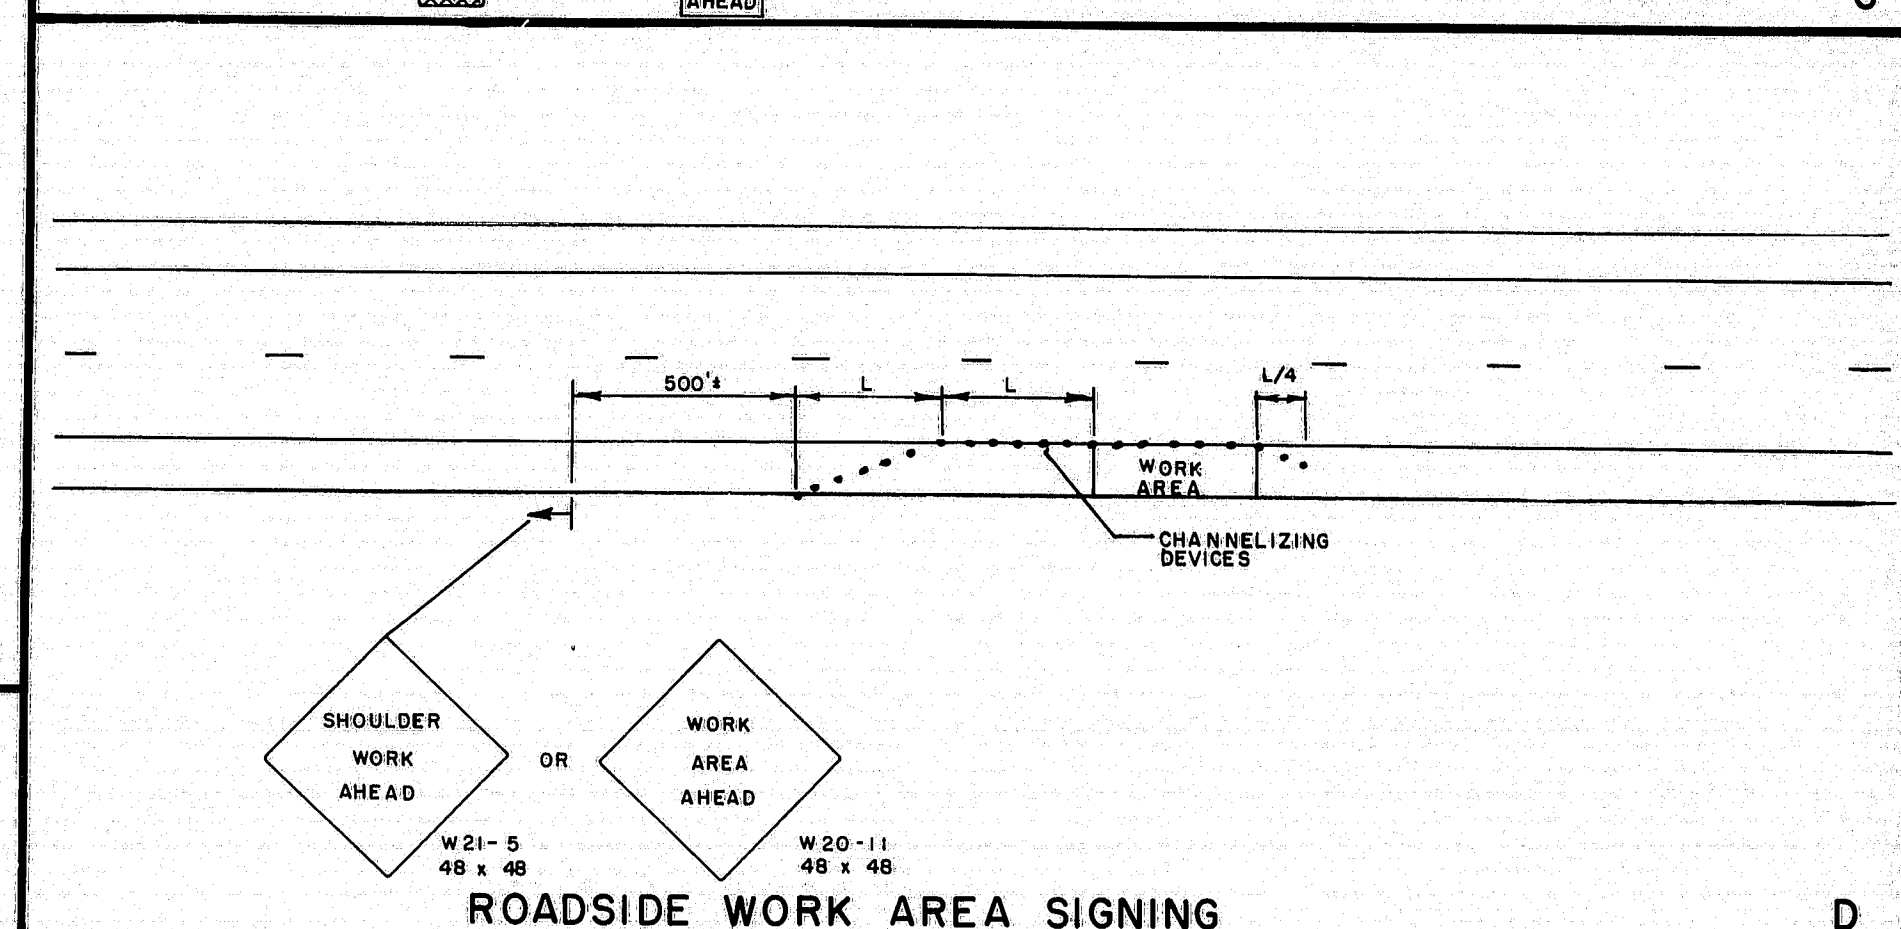 AHEAD
500'±
L
L
L/4
WORK
AREA
CHANNELIZING
DEVICES
SHOULDER
WORK
AHEAD
OR
WORK
AREA
AHEAD
W21-5
48 x 48
W20-11
48 x 48
ROADSIDE WORK AREA SIGNING
D